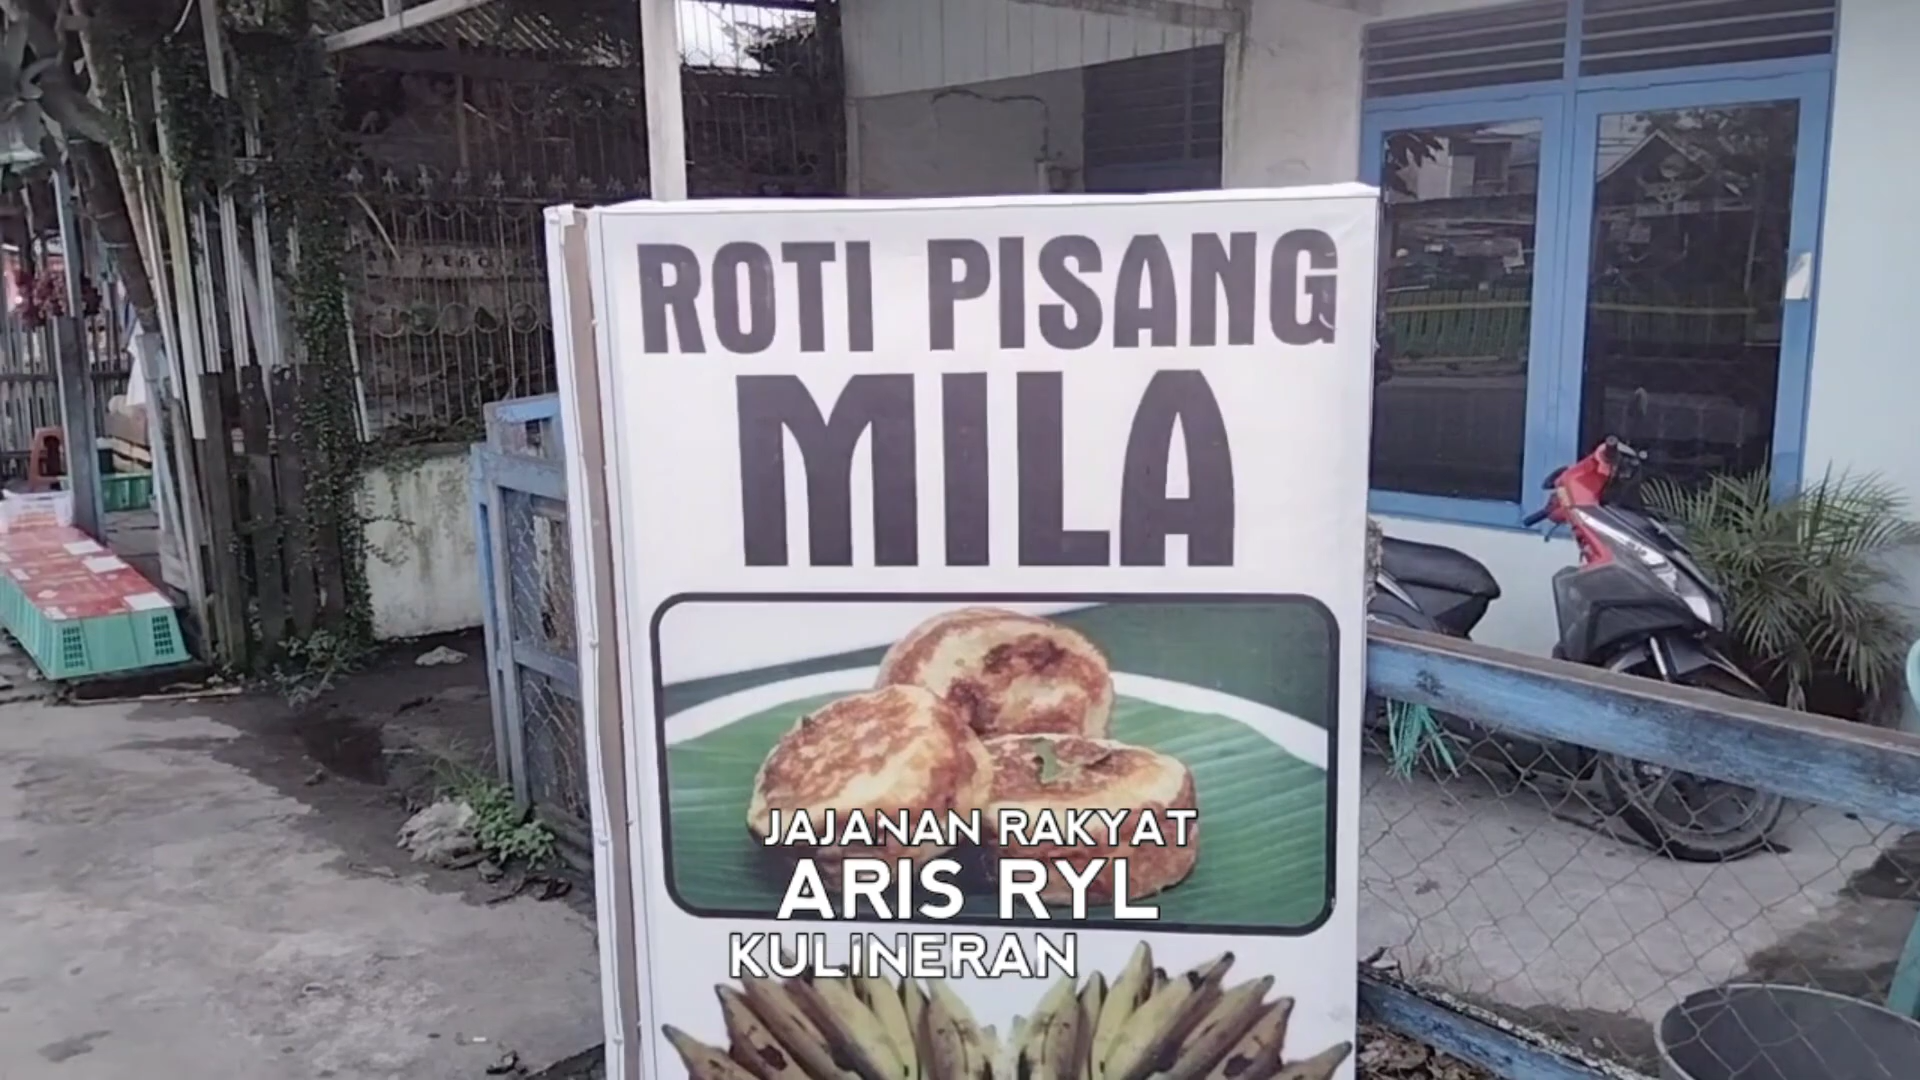 ROTI PISANG
MILA
JAJANAN RAKYAT
ARIS RYL
KULINERAN